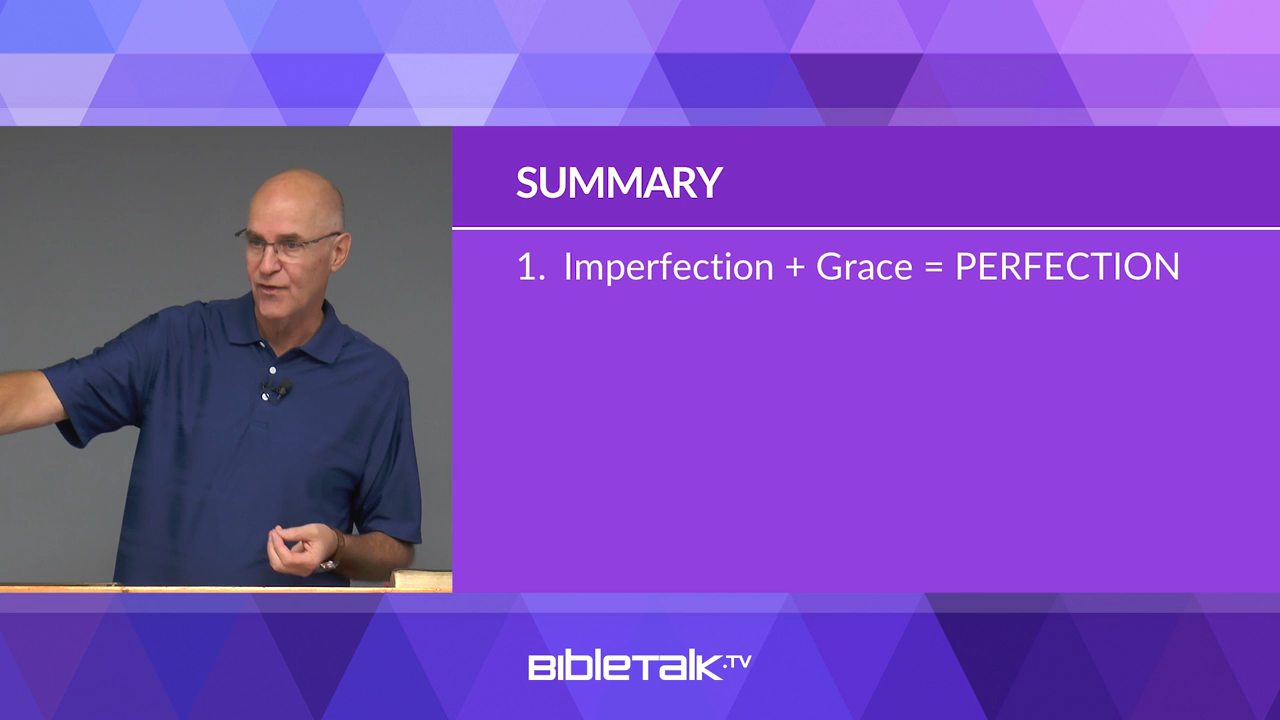 SUMMARY
1. Imperfection + Grace = PERFECTION
BibleTalk.TV